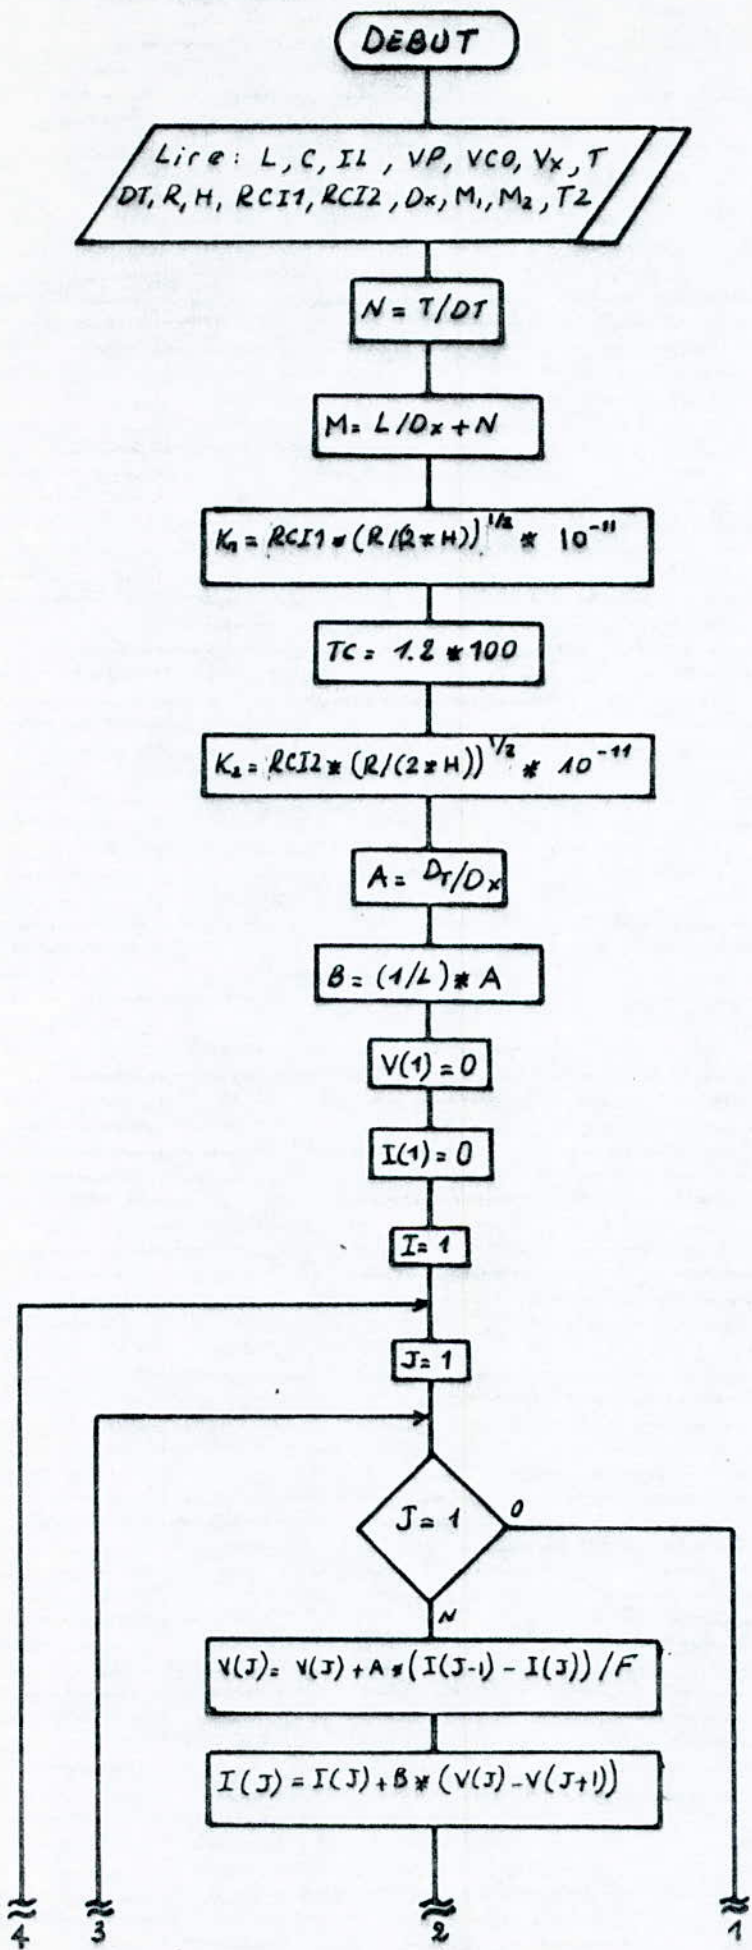 DEBUT
Lire : L, C, IL, VP, VCO, Vx, T
DT, R, H, RCI1, RCI2, Dx, M₁, M₂, T2
N = T/DT
M = L/Dx + N
K₁ = RCI1 * (R/(2*H))^1/2 * 10^-11
TC = 1.2 * 100
K₂ = RCI2 * (R/(2*H))^1/2 * 10^-11
A = DT/Dx
B = (1/L) * A
V(1) = 0
I(1) = 0
I = 1
J = 1
J = 1
O
N
V(J) = V(J) + A * (I(J-1) - I(J)) / F
I(J) = I(J) + B * (V(J) - V(J+1))
4 3 2 1